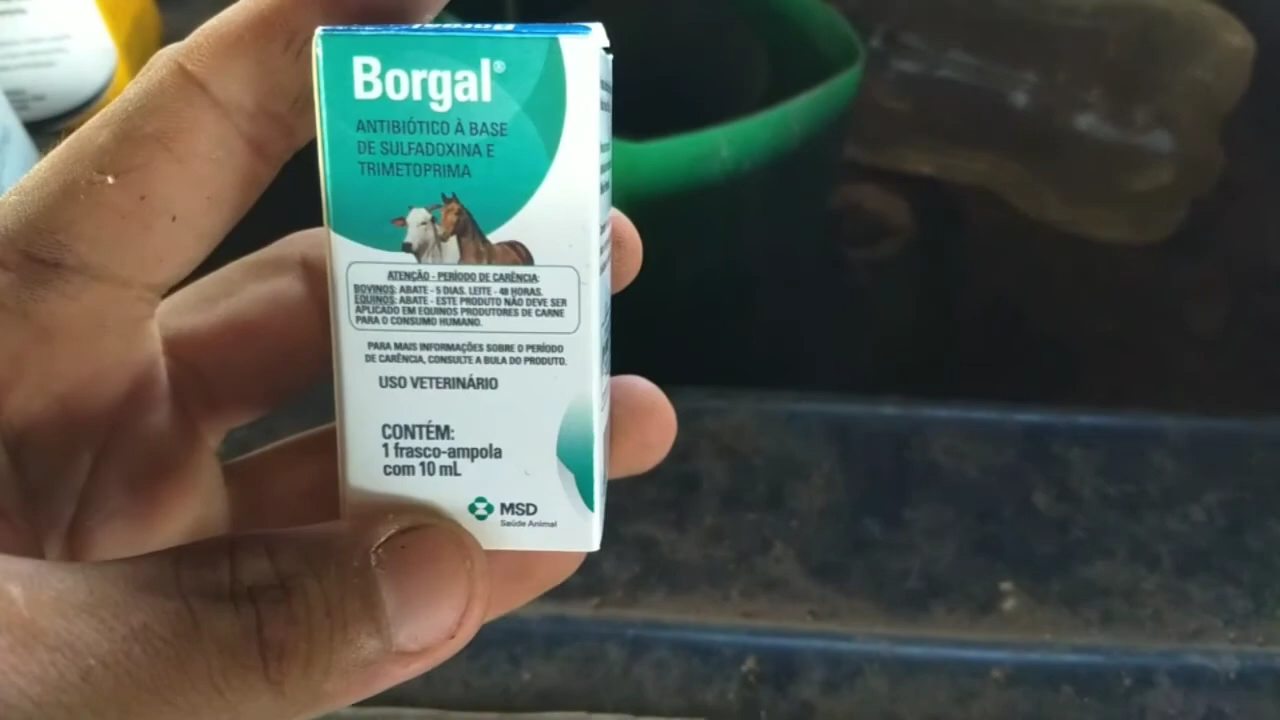 Borgal®
ANTIBIÓTICO À BASE
DE SULFADOXINA E
TRIMETOPRIMA
ATENÇÃO - PERÍODO DE CARÊNCIA:
BOVINOS: ABATE - 5 DIAS. LEITE - 48 HORAS.
EQUINOS: ABATE - ESTE PRODUTO NÃO DEVE SER
APLICADO EM EQUINOS PRODUTORES DE CARNE
PARA O CONSUMO HUMANO.
PARA MAIS INFORMAÇÕES SOBRE O PERÍODO
DE CARÊNCIA, CONSULTE A BULA DO PRODUTO.
USO VETERINÁRIO
CONTÉM:
1 frasco-ampola
com 10 mL
MSD
Saúde Animal